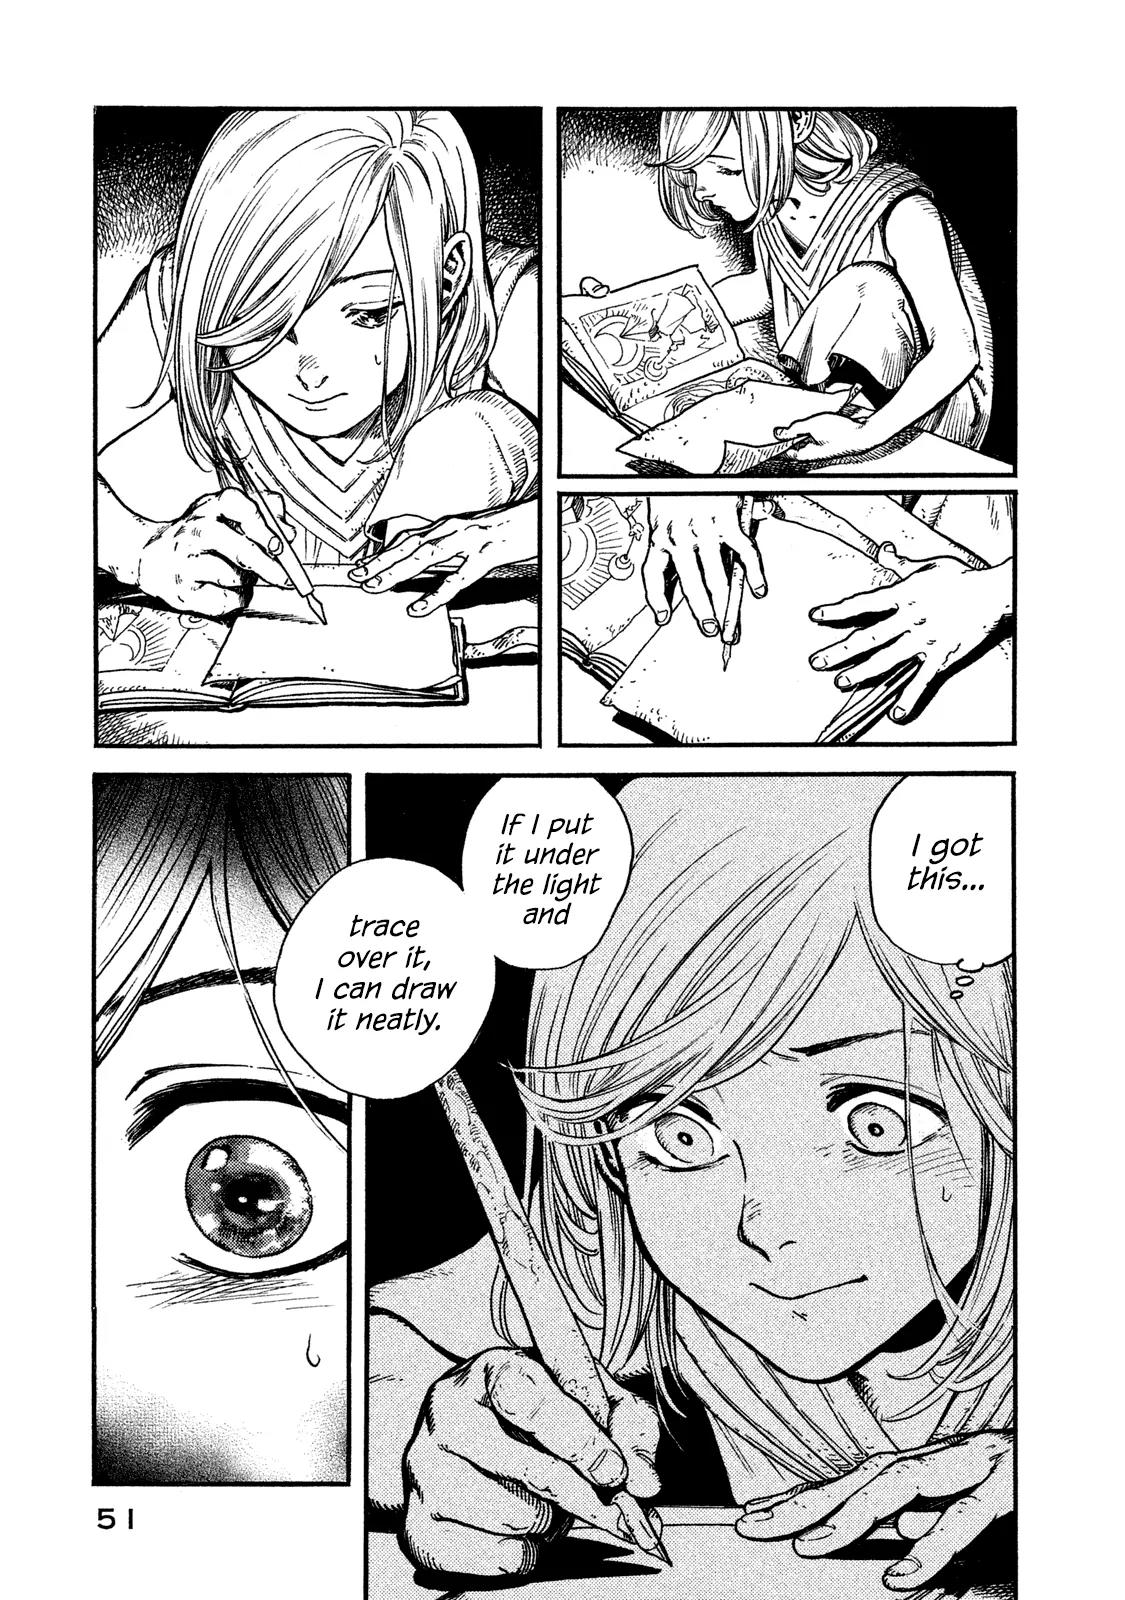 I got
this...
If I put
it under
the light
and
trace
over it,
I can draw
it neatly.
51